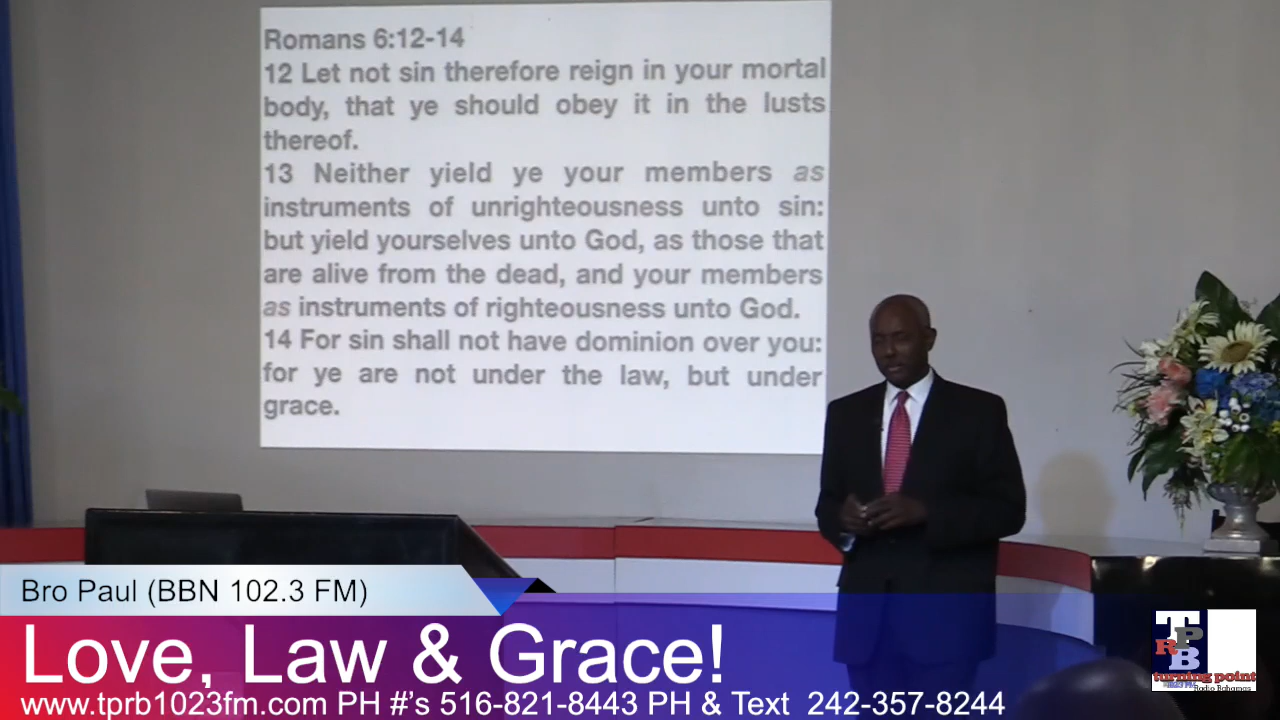 Romans 6:12-14
12 Let not sin therefore reign in your mortal
body, that ye should obey it in the lusts
thereof.
13 Neither yield ye your members as
instruments of unrighteousness unto sin:
but yield yourselves unto God, as those that
are alive from the dead, and your members
as instruments of righteousness unto God.
14 For sin shall not have dominion over you:
for ye are not under the law, but under
grace.
Bro Paul (BBN 102.3 FM)
Love, Law & Grace!
www.tprb1023fm.com PH #'s 516-821-8443 PH & Text 242-357-8244
TPRB
turning point
Radio Bahamas